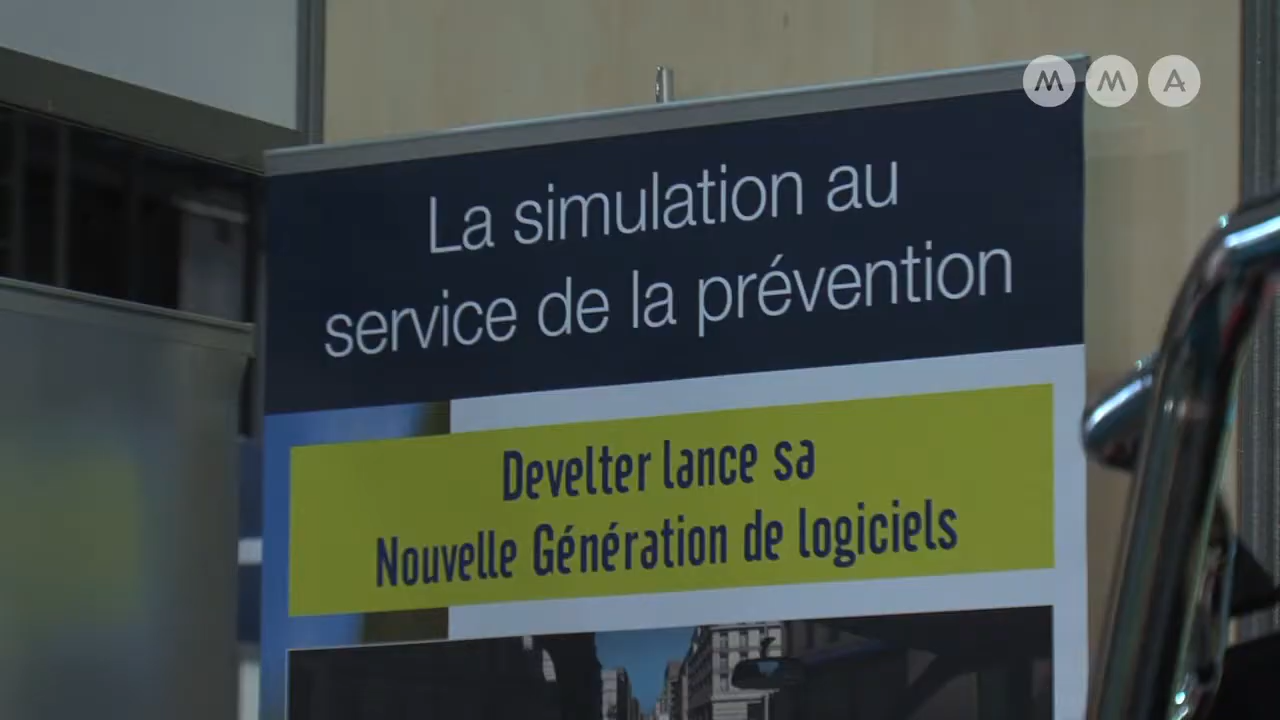 MMA
La simulation au
service de la prévention
Develter lance sa
Nouvelle Génération de logiciels